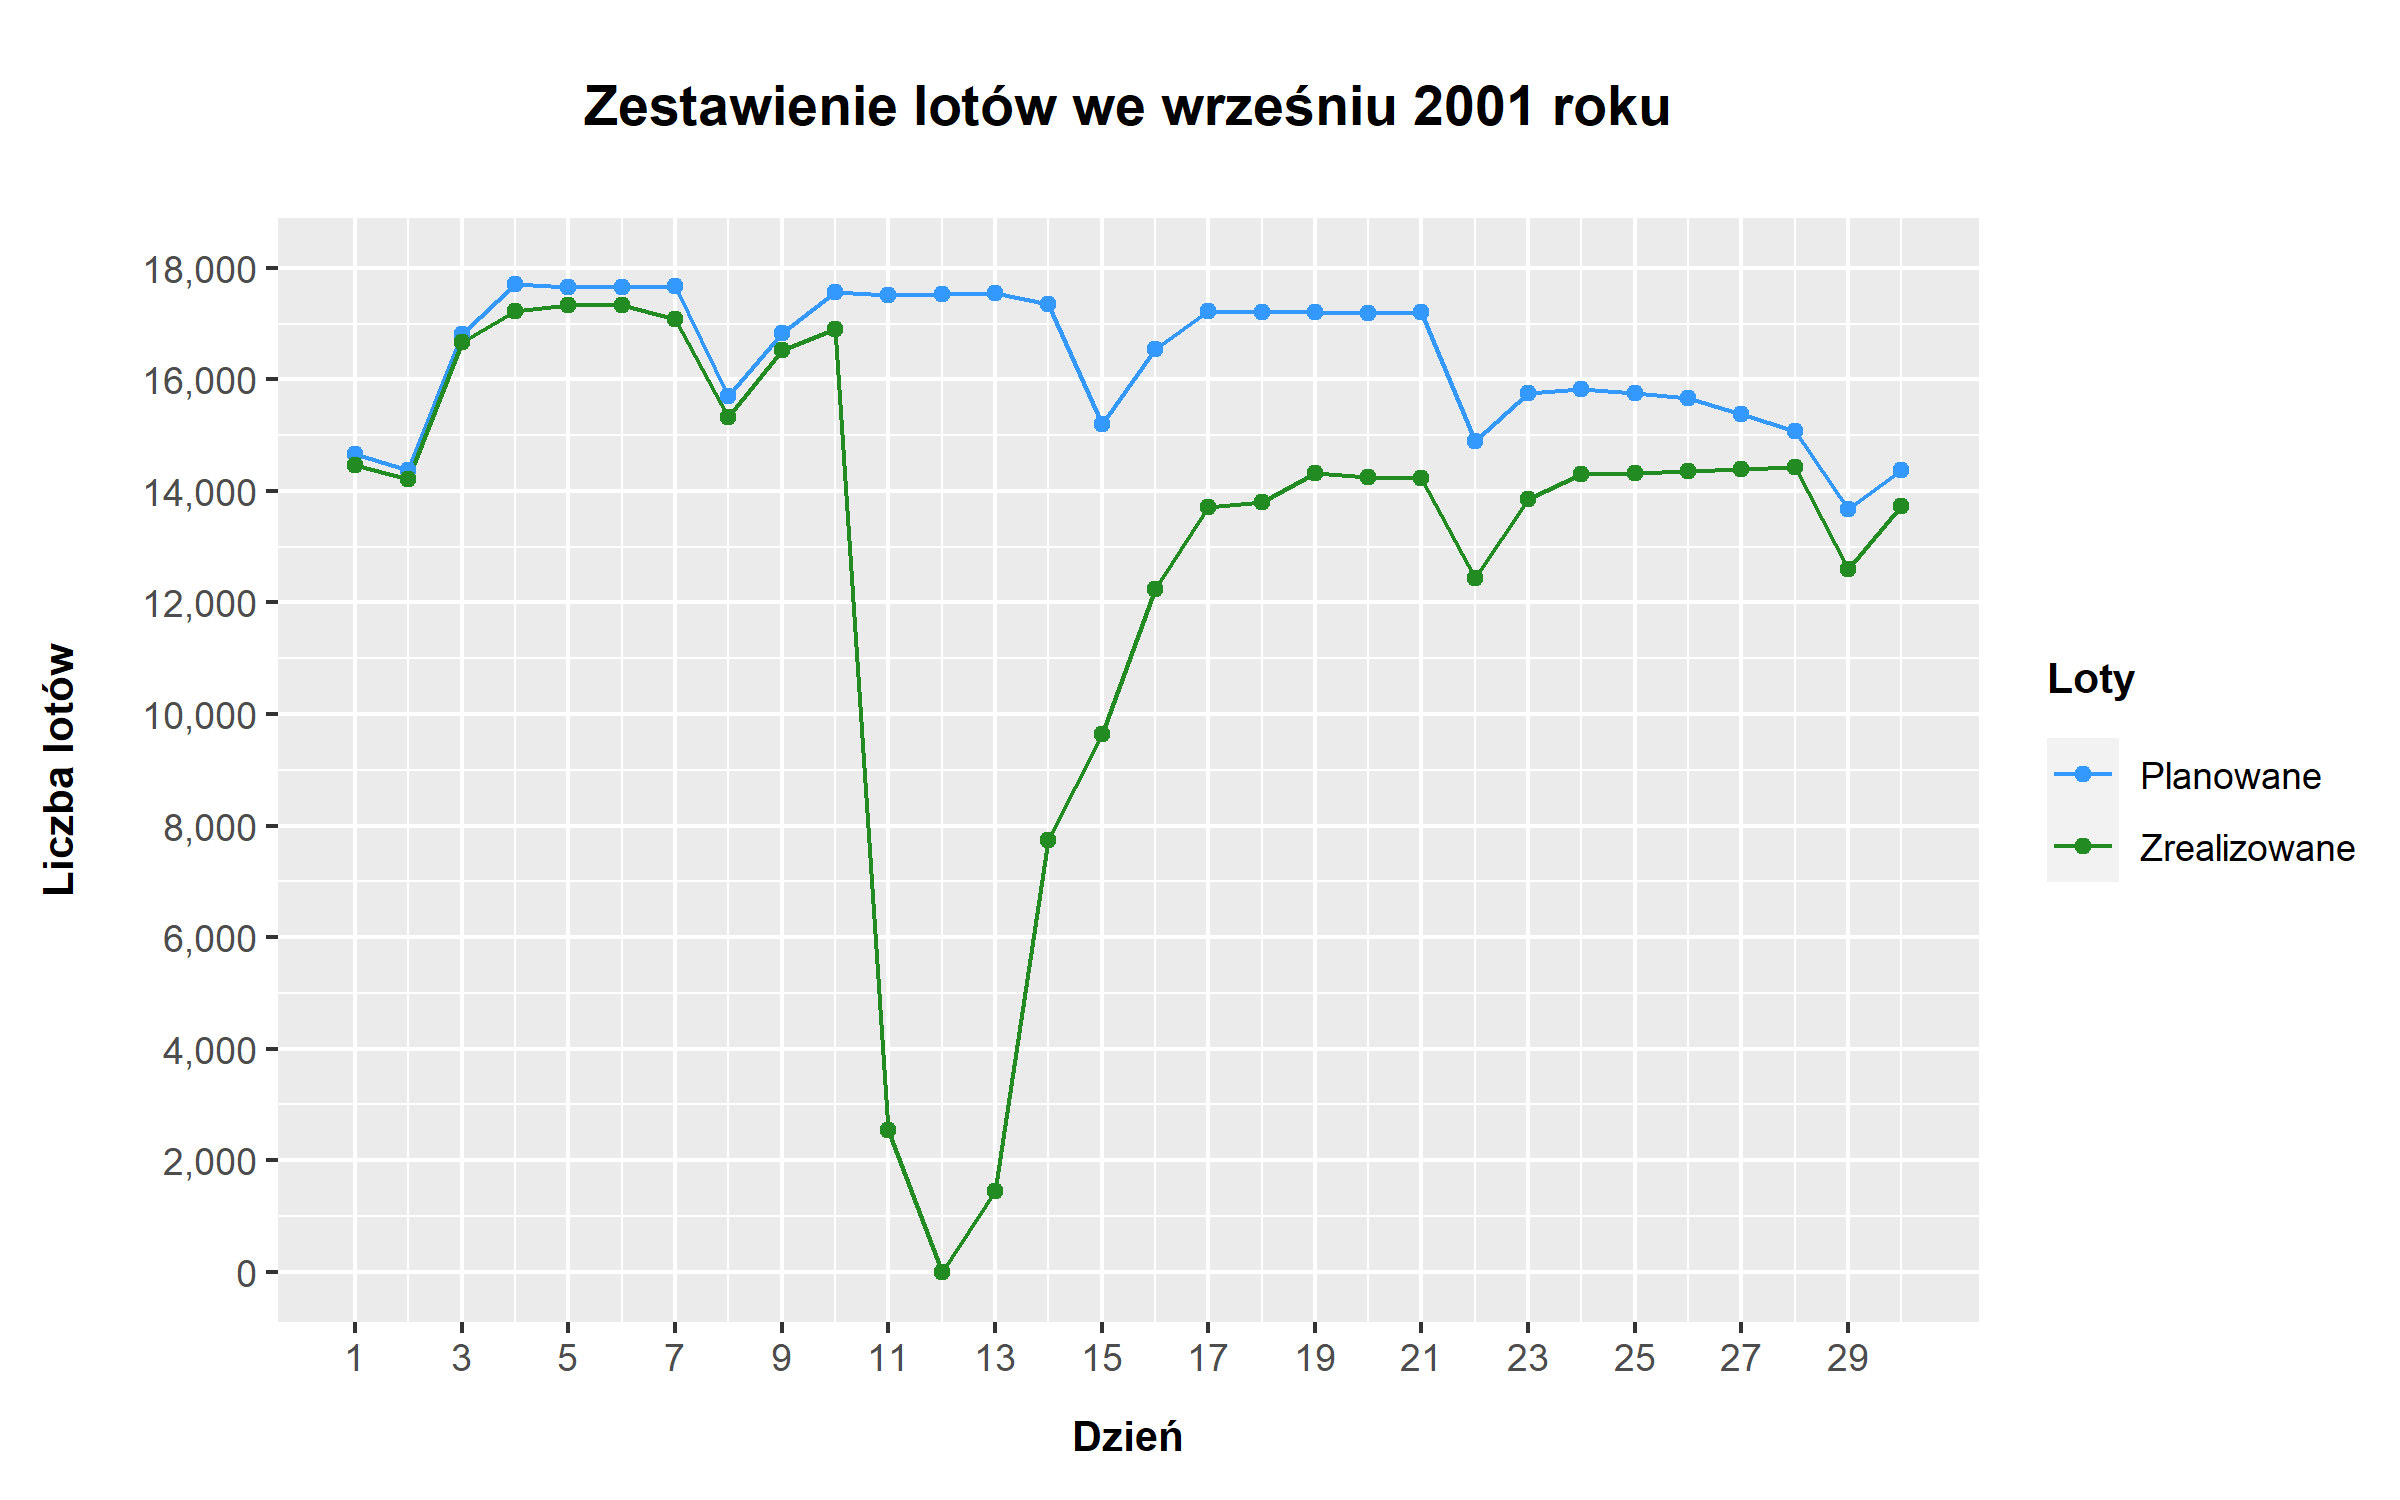 Zestawienie lotów we wrześniu 2001 roku
Liczba lotów
18,000
16,000
14,000
12,000
10,000
8,000
6,000
4,000
2,000
0
1 3 5 7 9 11 13 15 17 19 21 23 25 27 29
Dzień
Loty
Planowane
Zrealizowane